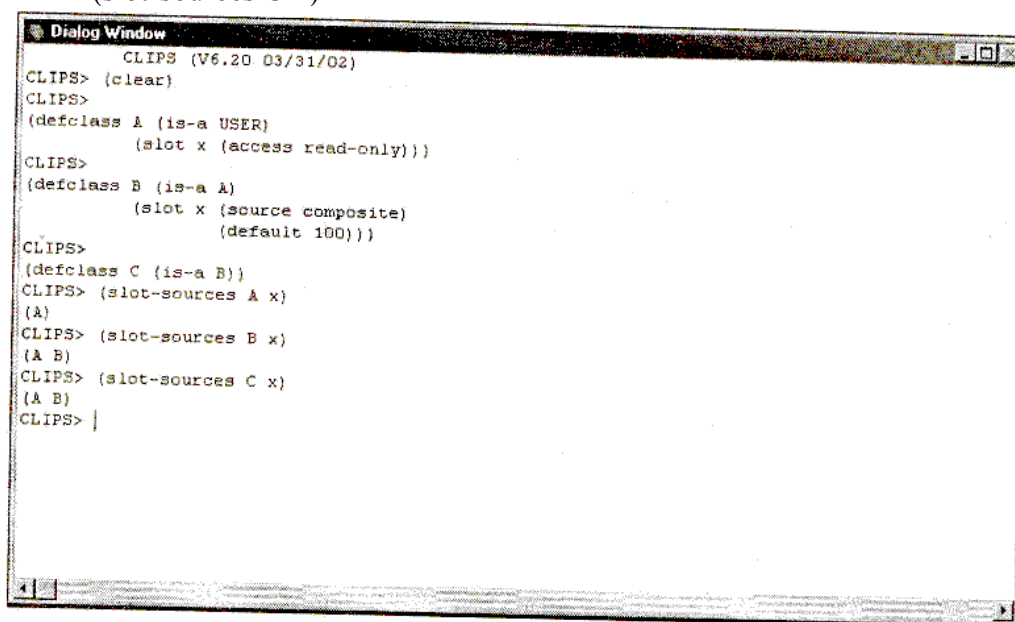 (slot-sources
Dialog Window
CLIPS (V6.20 03/31/02)
CLIPS> (clear)
CLIPS>
(defclass A (is-a USER)
(slot x (access read-only)))
CLIPS>
(defclass B (is-a A)
(slot x (source composite)
(default 100)))
CLIPS>
(defclass C (is-a B))
CLIPS> (slot-sources A x)
(A)
CLIPS> (slot-sources B x)
(A B)
CLIPS> (slot-sources C x)
(A B)
CLIPS>